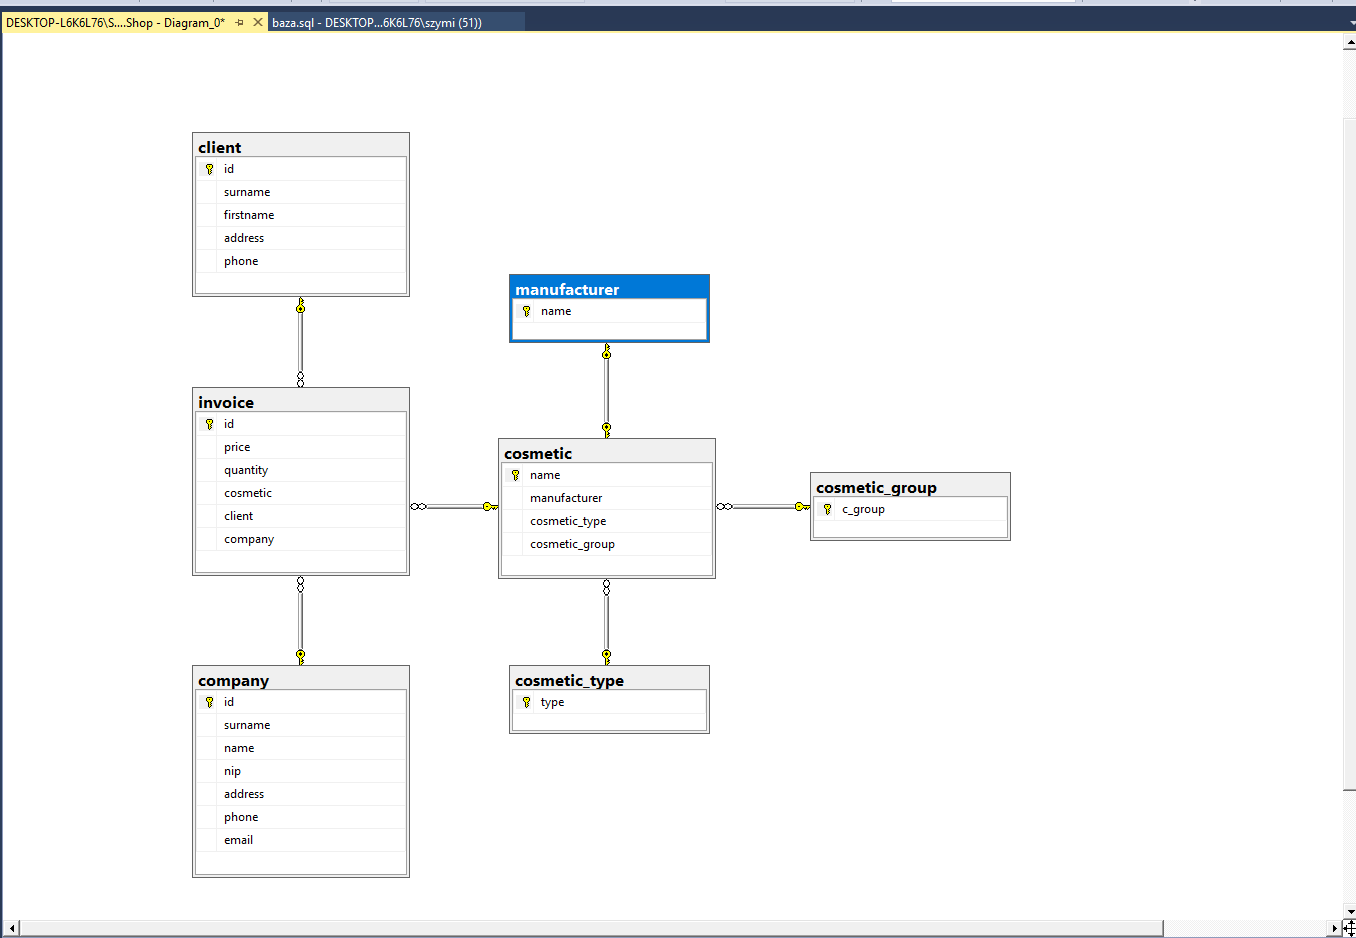 DESKTOP-L6K6L76\S....Shop - Diagram_0*
baza.sql - DESKTOP...6K6L76\szymi (51))
client
id
surname
firstname
address
phone
manufacturer
name
invoice
id
price
quantity
cosmetic
client
company
cosmetic
name
manufacturer
cosmetic_type
cosmetic_group
cosmetic_group
c_group
company
id
surname
name
nip
address
phone
email
cosmetic_type
type